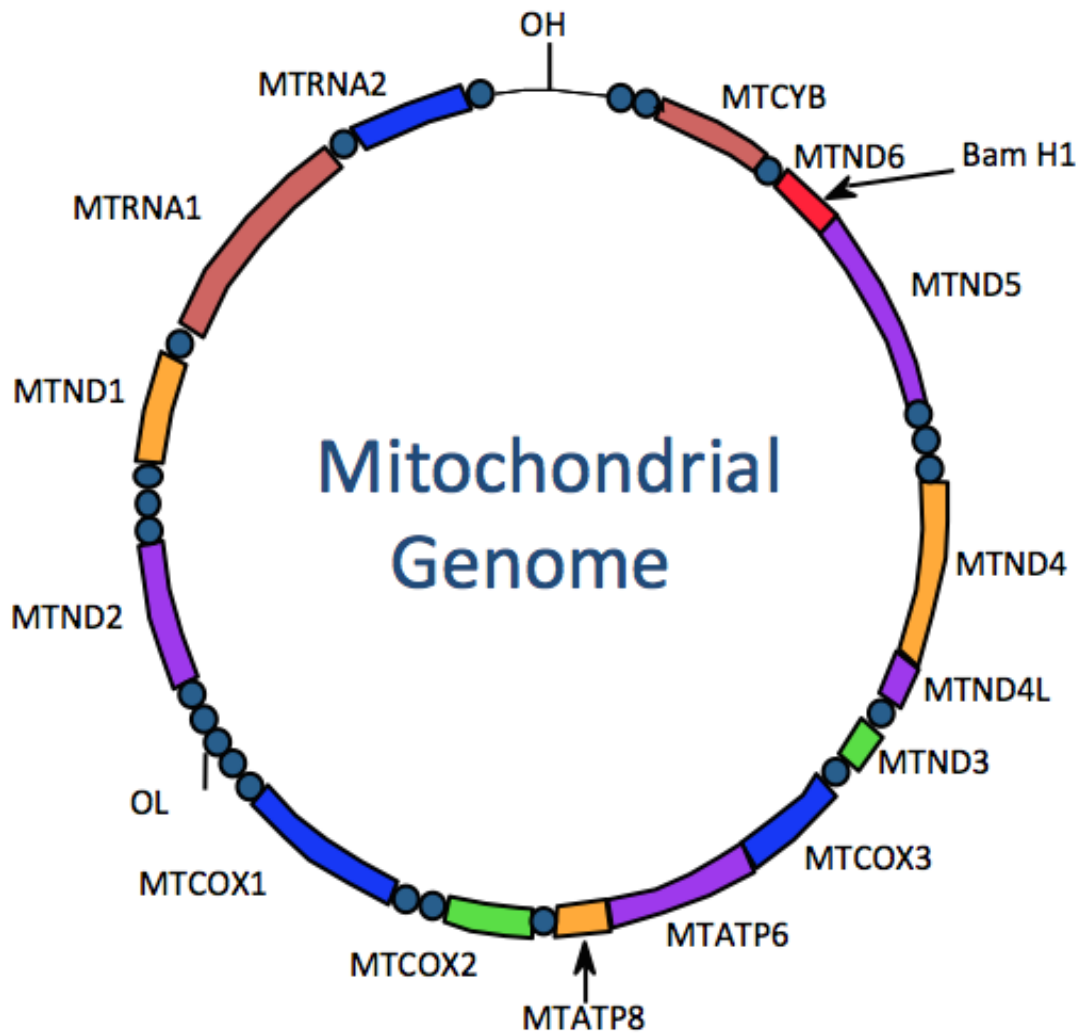 OH
MTRNA2
MTCYB
MTND6
Bam H1
MTRNA1
MTND5
MTND1
Mitochondrial
Genome
MTND4
MTND2
MTND4L
MTND3
OL
MTCOX3
MTCOX1
MTATP6
MTCOX2
MTATP8